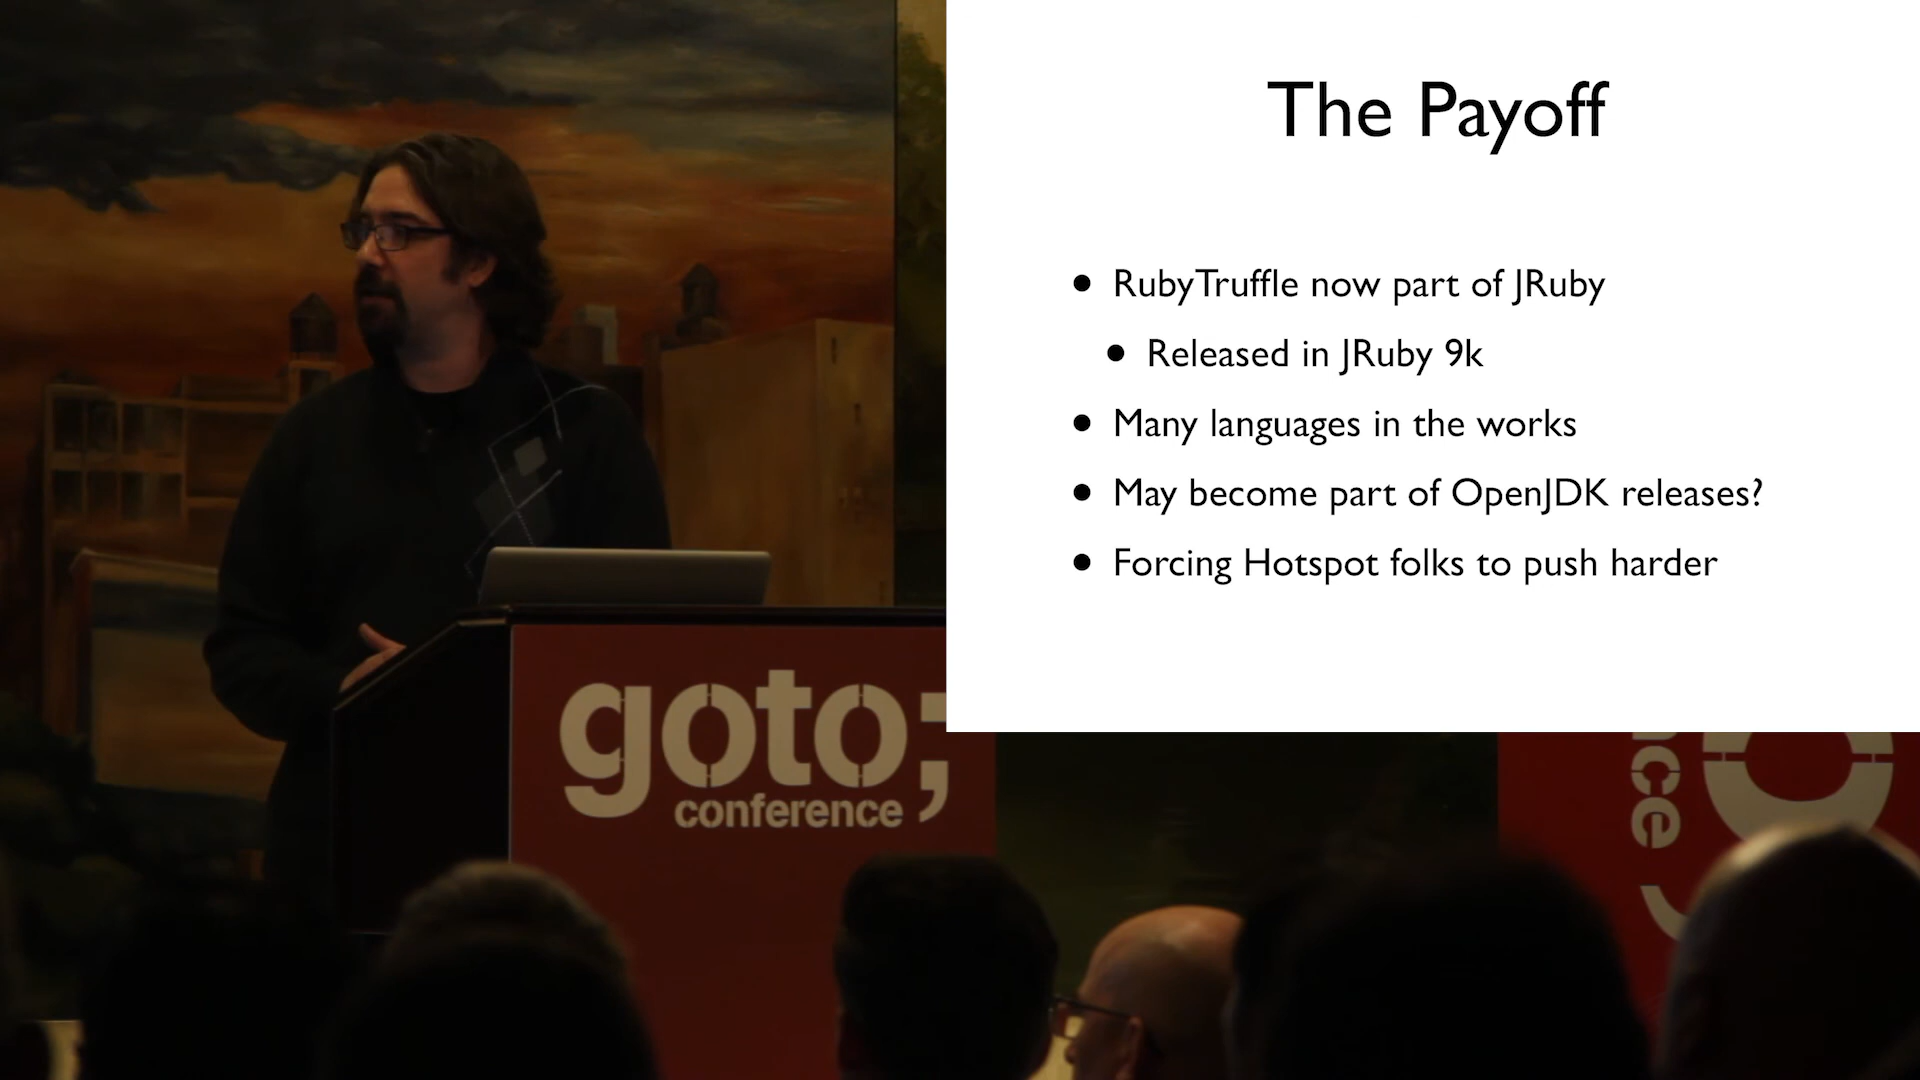 The Payoff
RubyTruffle now part of JRuby
Released in JRuby 9k
Many languages in the works
May become part of OpenJDK releases?
Forcing Hotspot folks to push harder
goto;
conference